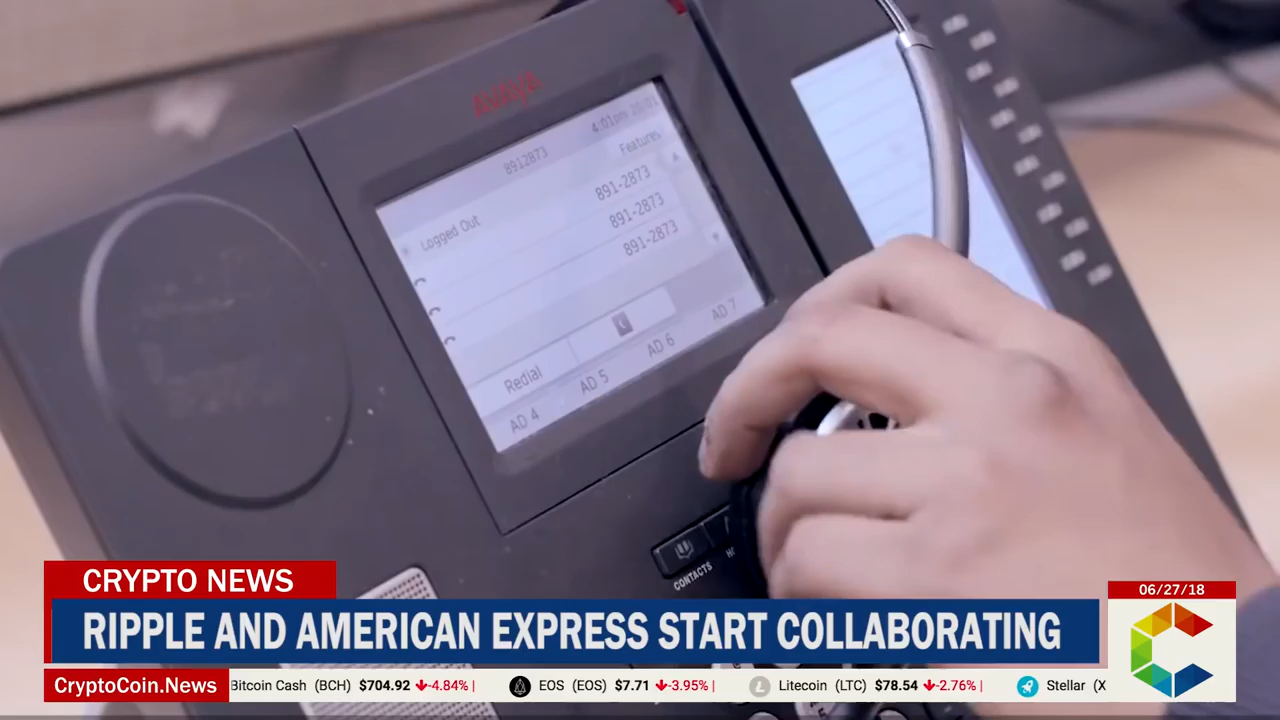 AVAYA
4:01pm
8912873
Features
Logged Out
891-2873
891-2873
891-2873
Redial
AD 4
AD 5
AD 6
AD 7
CONTACTS
CRYPTO NEWS
RIPPLE AND AMERICAN EXPRESS START COLLABORATING
06/27/18
CryptoCoin.News
Bitcoin Cash (BCH) $704.92 -4.84% | EOS (EOS) $7.71 -3.95% | Litecoin (LTC) $78.54 -2.76% | Stellar (X